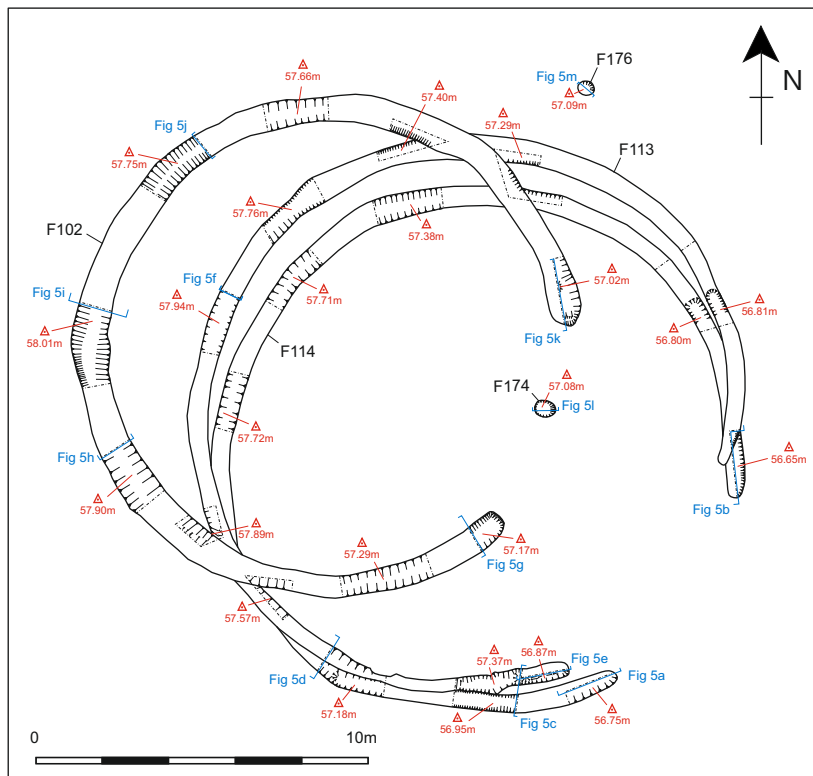 F176
Fig 5m
57.09m
N
57.66m
57.40m
57.29m
F113
Fig 5j
57.75m
F102
57.76m
57.38m
Fig 5f
57.71m
57.02m
Fig 5i
57.94m
56.81m
58.01m
56.80m
Fig 5k
F114
F174
57.08m
Fig 5l
57.72m
Fig 5h
56.65m
57.90m
Fig 5b
57.89m
57.29m
57.17m
Fig 5g
57.57m
Fig 5d
57.37m
56.87m
Fig 5e
Fig 5a
57.18m
56.95m
Fig 5c
56.75m
0
10m